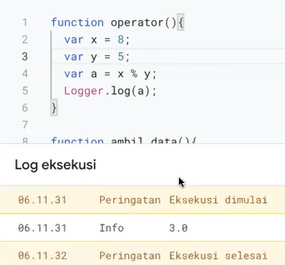 1 function operator(){
2 var x = 8;
3 var y = 5;
4 var a = x % y;
5 Logger.log(a);
6 }
7
8 function ambil_data(){
Log eksekusi
06.11.31 Peringatan Eksekusi dimulai
06.11.31 Info 3.0
06.11.32 Peringatan Eksekusi selesai